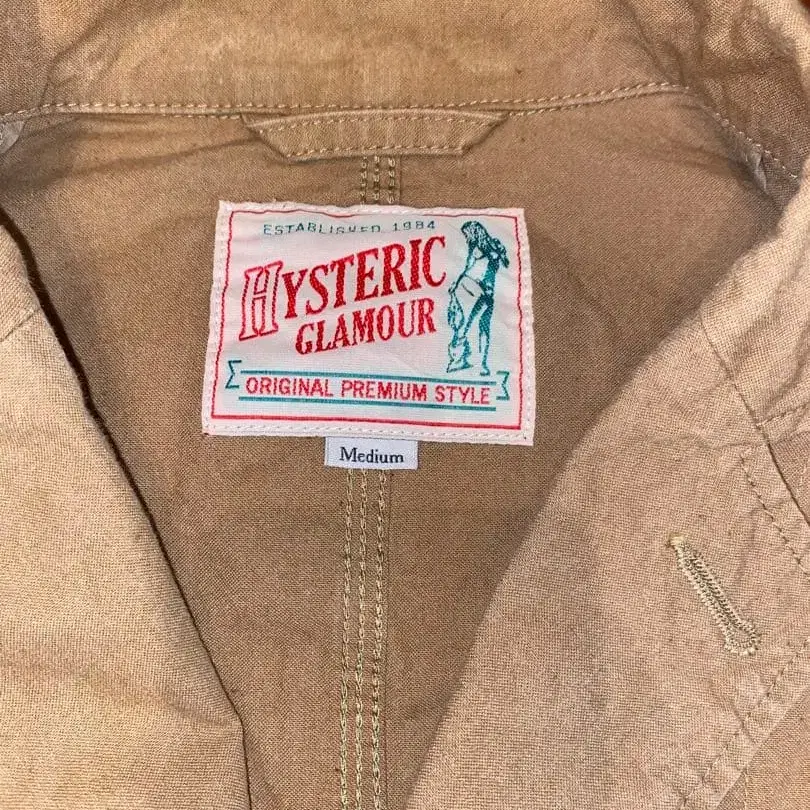 ESTABLISHED 1984
HYSTERIC
GLAMOUR
ORIGINAL PREMIUM STYLE
Medium